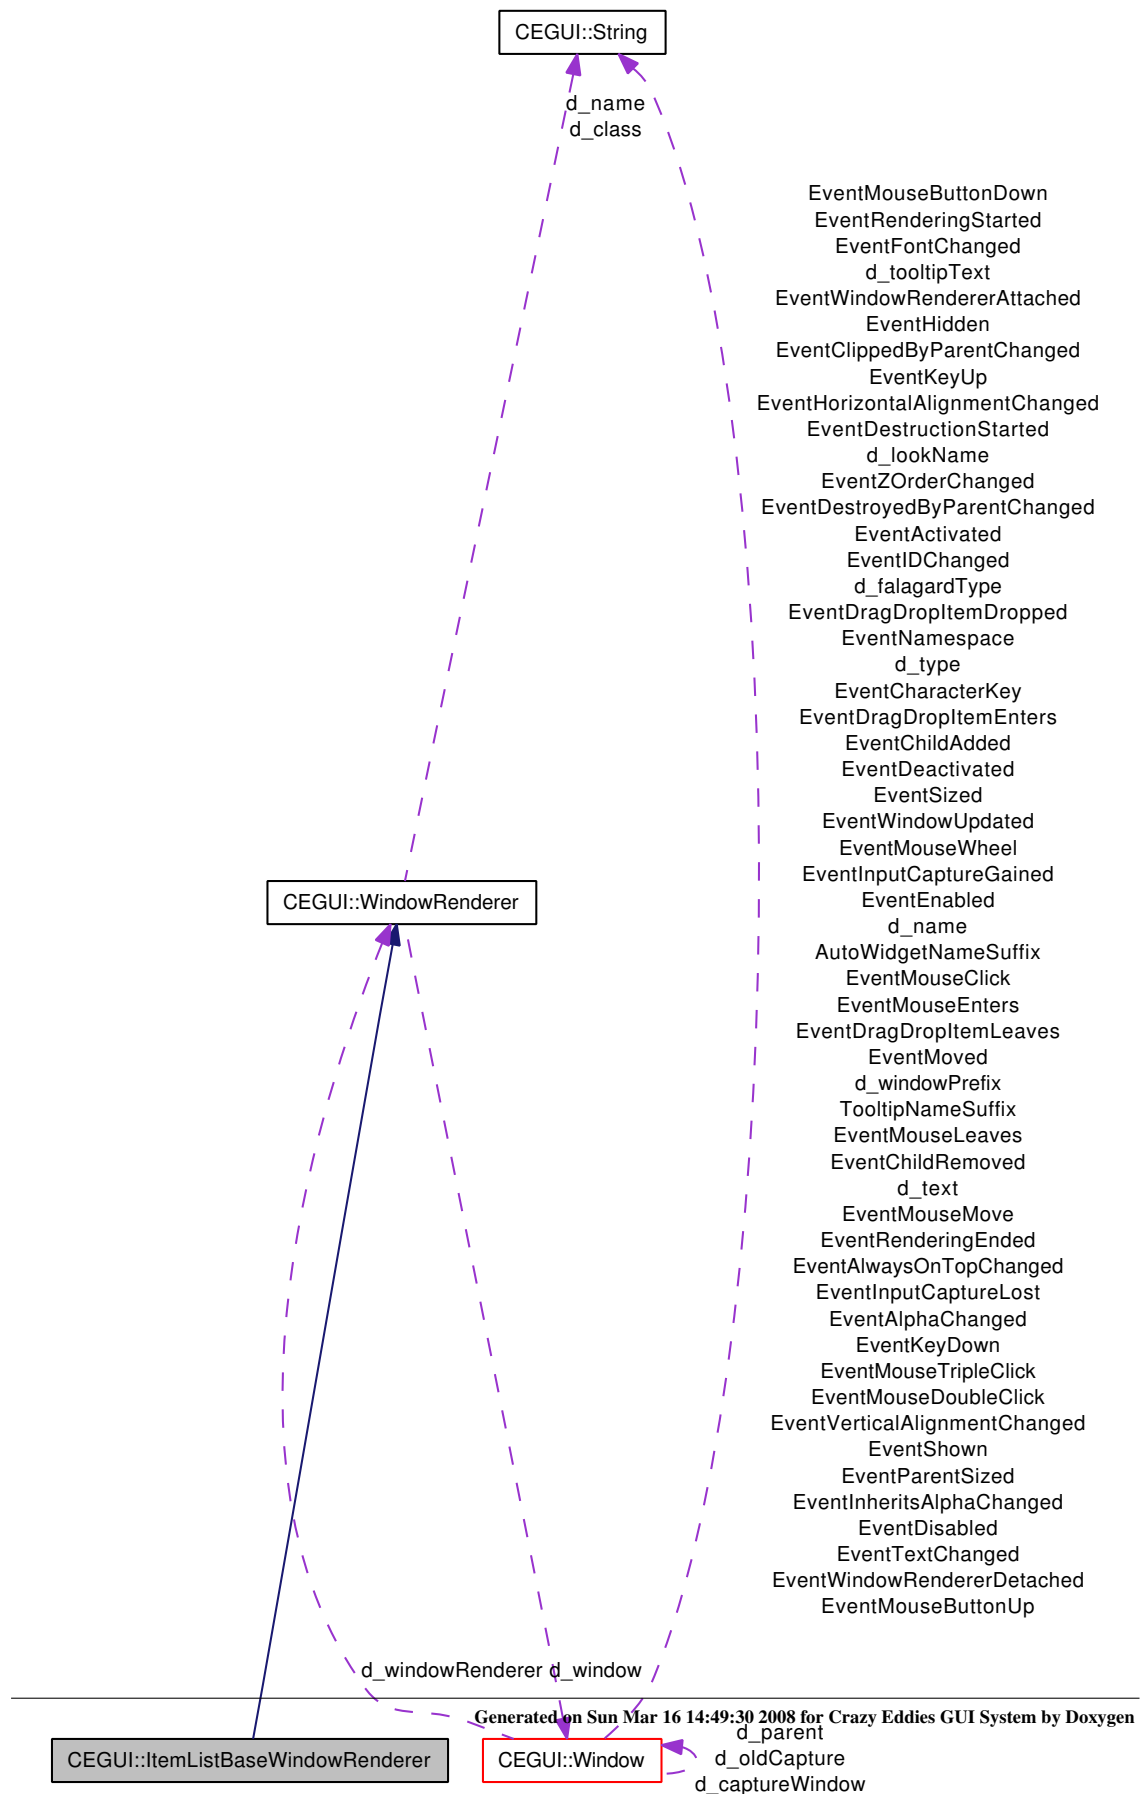 CEGUI::String
d_name
d_class
EventMouseButtonDown
EventRenderingStarted
EventFontChanged
d_tooltipText
EventWindowRendererAttached
EventHidden
EventClippedByParentChanged
EventKeyUp
EventHorizontalAlignmentChanged
EventDestructionStarted
d_lookName
EventZOrderChanged
EventDestroyedByParentChanged
EventActivated
EventIDChanged
d_falagardType
EventDragDropItemDropped
EventNamespace
d_type
EventCharacterKey
EventDragDropItemEnters
EventChildAdded
EventDeactivated
EventSized
EventWindowUpdated
EventMouseWheel
EventInputCaptureGained
EventEnabled
CEGUI::WindowRenderer
d_name
AutoWidgetNameSuffix
EventMouseClick
EventMouseEnters
EventDragDropItemLeaves
EventMoved
d_windowPrefix
TooltipNameSuffix
EventMouseLeaves
EventChildRemoved
d_text
EventMouseMove
EventRenderingEnded
EventAlwaysOnTopChanged
EventInputCaptureLost
EventAlphaChanged
EventKeyDown
EventMouseTripleClick
EventMouseDoubleClick
EventVerticalAlignmentChanged
EventShown
EventParentSized
EventInheritsAlphaChanged
EventDisabled
EventTextChanged
EventWindowRendererDetached
EventMouseButtonUp
d_windowRenderer d_window
Generated on Sun Mar 16 14:49:30 2008 for Crazy Eddies GUI System by Doxygen
d_parent
CEGUI::ItemListBaseWindowRenderer
CEGUI::Window
d_oldCapture
d_captureWindow